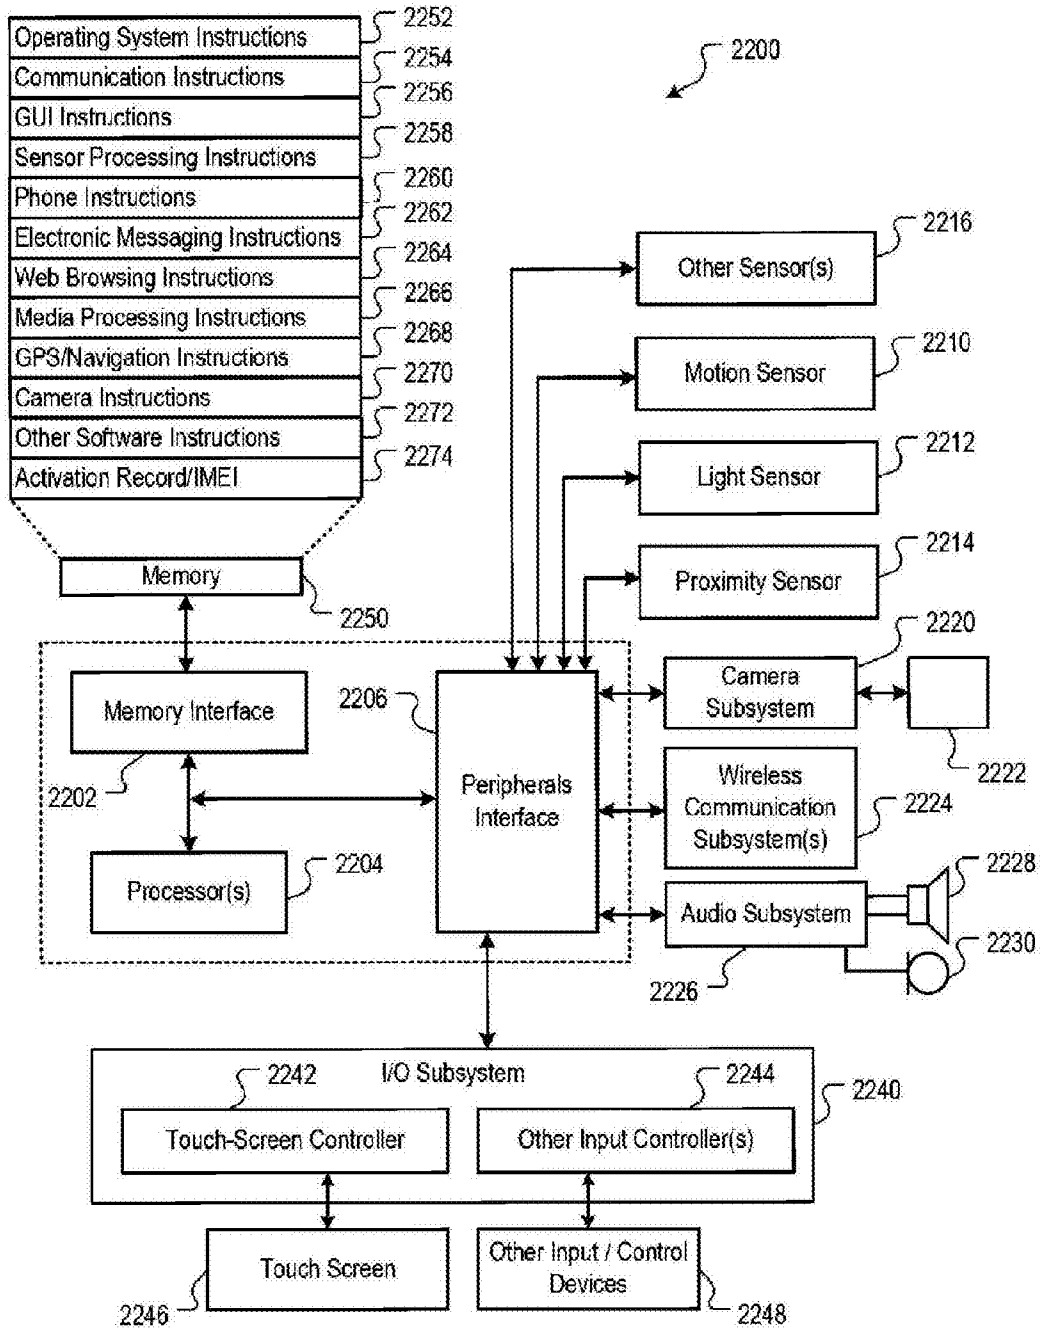 2252
Operating System Instructions
2254
Communication Instructions
2256
GUI Instructions
2258
Sensor Processing Instructions
2260
Phone Instructions
2262
Electronic Messaging Instructions
2264
Web Browsing Instructions
2266
Media Processing Instructions
2268
GPS/Navigation Instructions
2270
Camera Instructions
2272
Other Software Instructions
2274
Activation Record/IMEI
2200
2216
Other Sensor(s)
2210
Motion Sensor
2212
Light Sensor
2214
Proximity Sensor
Memory
2250
2220
Camera
Subsystem
2222
Memory Interface
2202
2206
Peripherals
Interface
Wireless
Communication
Subsystem(s)
2224
Processor(s)
2204
Audio Subsystem
2226
2228
2230
I/O Subsystem
2240
2242
Touch-Screen Controller
2244
Other Input Controller(s)
Touch Screen
2246
Other Input / Control
Devices
2248